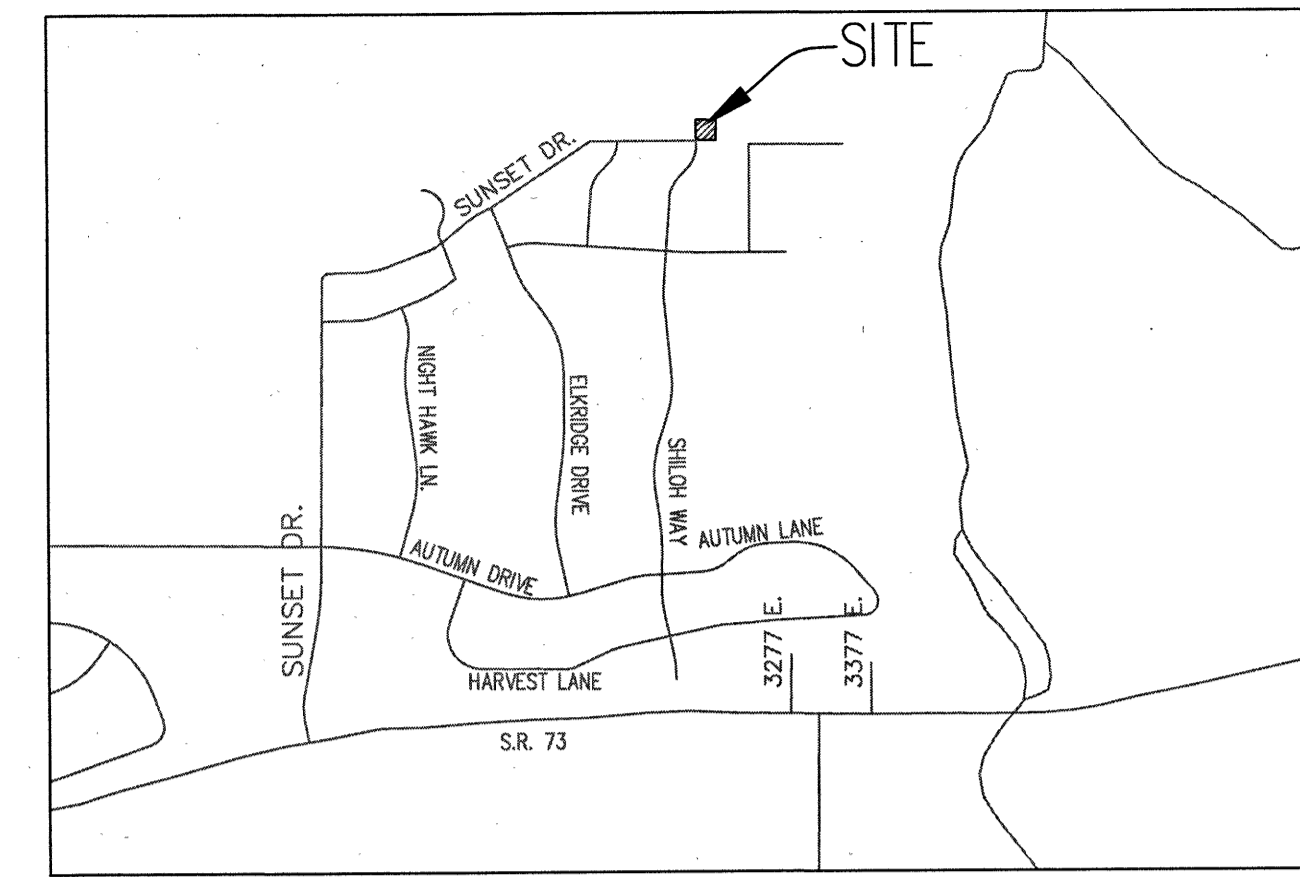 SITE
SUNSET DR.
NIGHT HAWK LN.
ELKRIDGE DRIVE
SHILOH WAY
SUNSET DR.
AUTUMN DRIVE
AUTUMN LANE
HARVEST LANE
3277 E.
3377 E.
S.R. 73